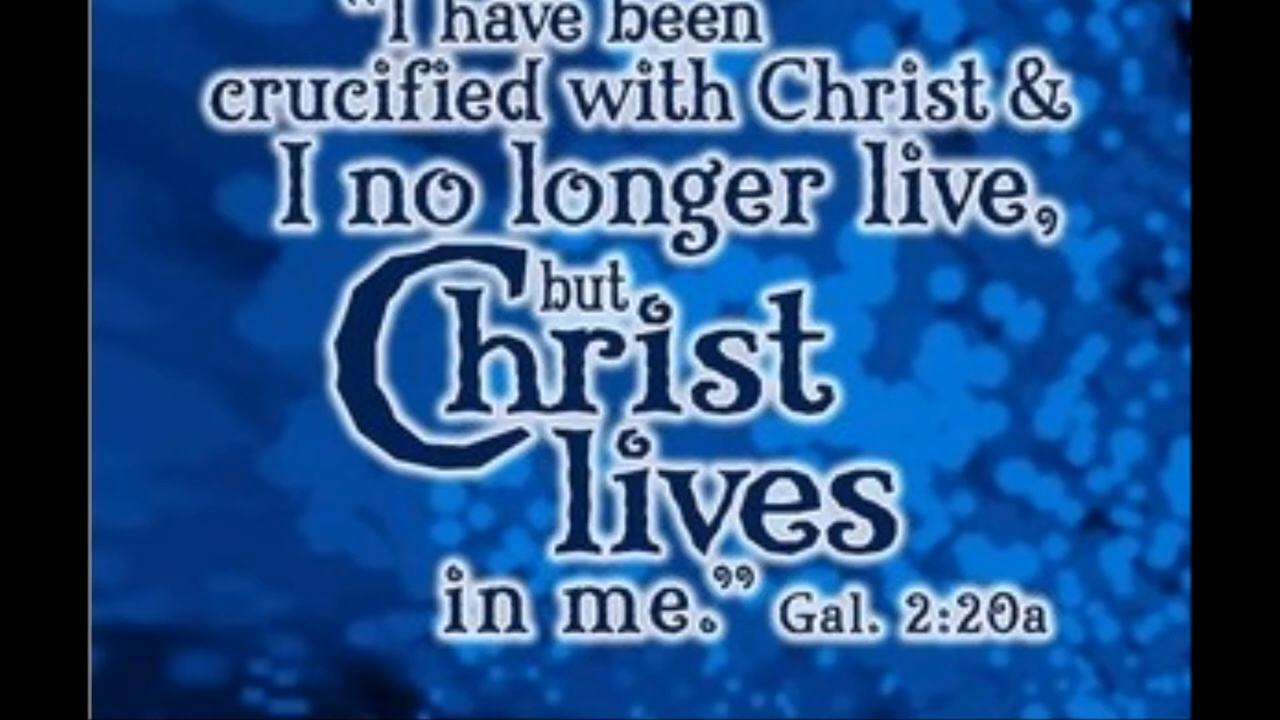 “I have been
crucified with Christ &
I no longer live,
but
Christ
lives
in me.” Gal. 2:20a